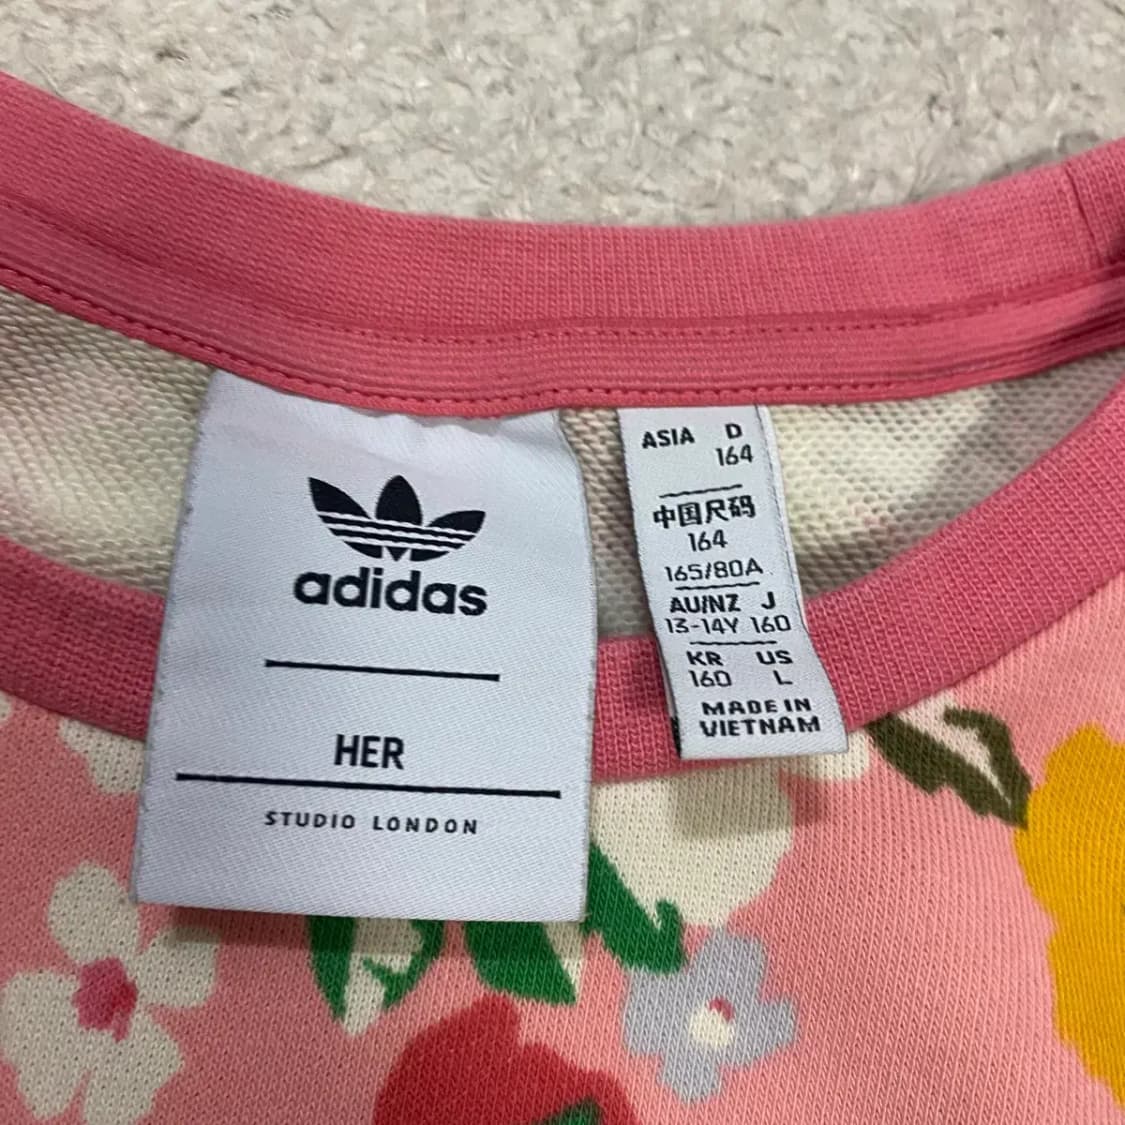 adidas
HER
STUDIO LONDON
ASIA D
164
中国尺码
164
165/80A
AU/NZ J
13-14Y 160
KR US
160 L
MADE IN
VIETNAM